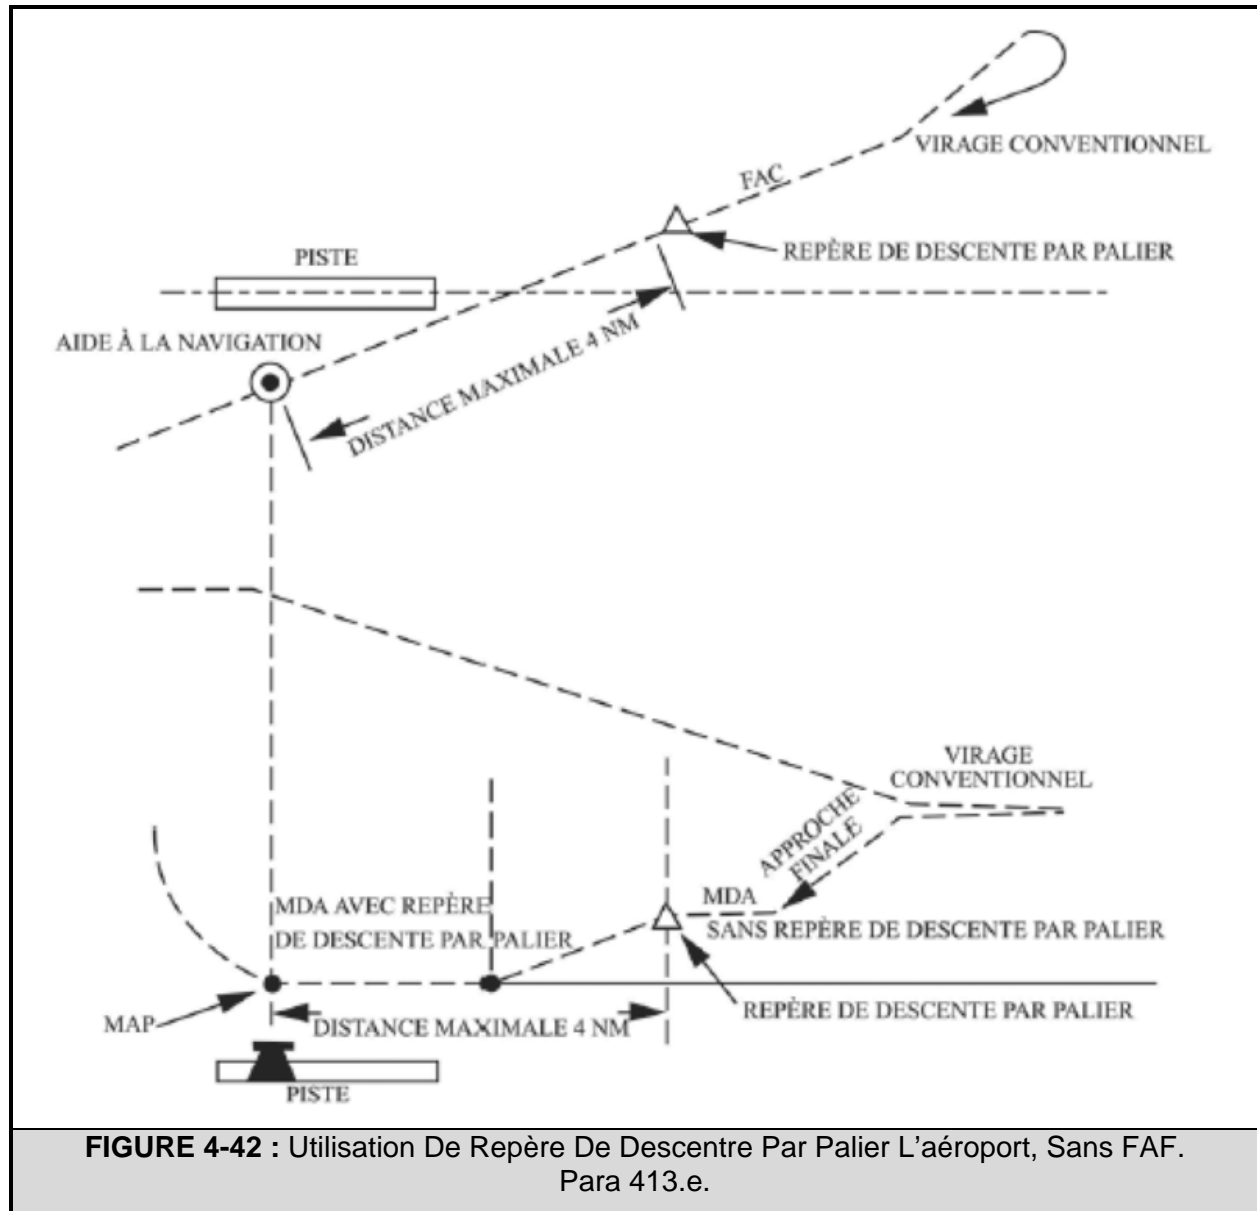 VIRAGE CONVENTIONNEL
FAC
REPÈRE DE DESCENTE PAR PALIER
PISTE
AIDE À LA NAVIGATION
DISTANCE MAXIMALE 4 NM
VIRAGE
CONVENTIONNEL
APPROCHE
FINALE
MDA AVEC REPÈRE
DE DESCENTE PAR PALIER
MDA
SANS REPÈRE DE DESCENTE PAR PALIER
REPÈRE DE DESCENTE PAR PALIER
MAP
DISTANCE MAXIMALE 4 NM
PISTE
FIGURE 4-42 : Utilisation De Repère De Descentre Par Palier L’aéroport, Sans FAF.
Para 413.e.